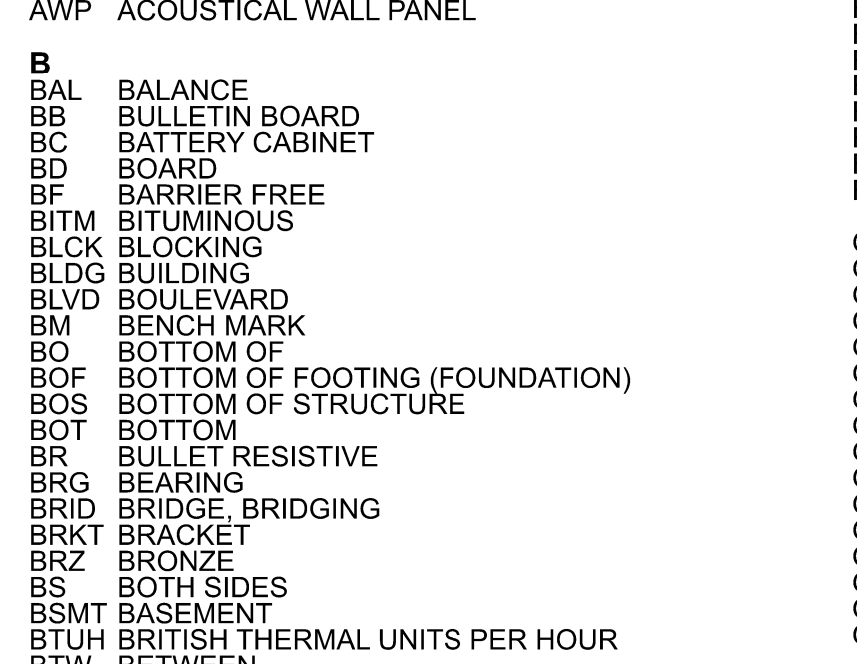 AWP ACOUSTICAL WALL PANEL
B
BAL BALANCE
BB BULLETIN BOARD
BC BATTERY CABINET
BD BOARD
BF BARRIER FREE
BITM BITUMINOUS
BLCK BLOCKING
BLDG BUILDING
BLVD BOULEVARD
BM BENCH MARK
BO BOTTOM OF
BOF BOTTOM OF FOOTING (FOUNDATION)
BOS BOTTOM OF STRUCTURE
BOT BOTTOM
BR BULLET RESISTIVE
BRG BEARING
BRID BRIDGE, BRIDGING
BRKT BRACKET
BRZ BRONZE
BS BOTH SIDES
BSMT BASEMENT
BTUH BRITISH THERMAL UNITS PER HOUR
BTW BETWEEN